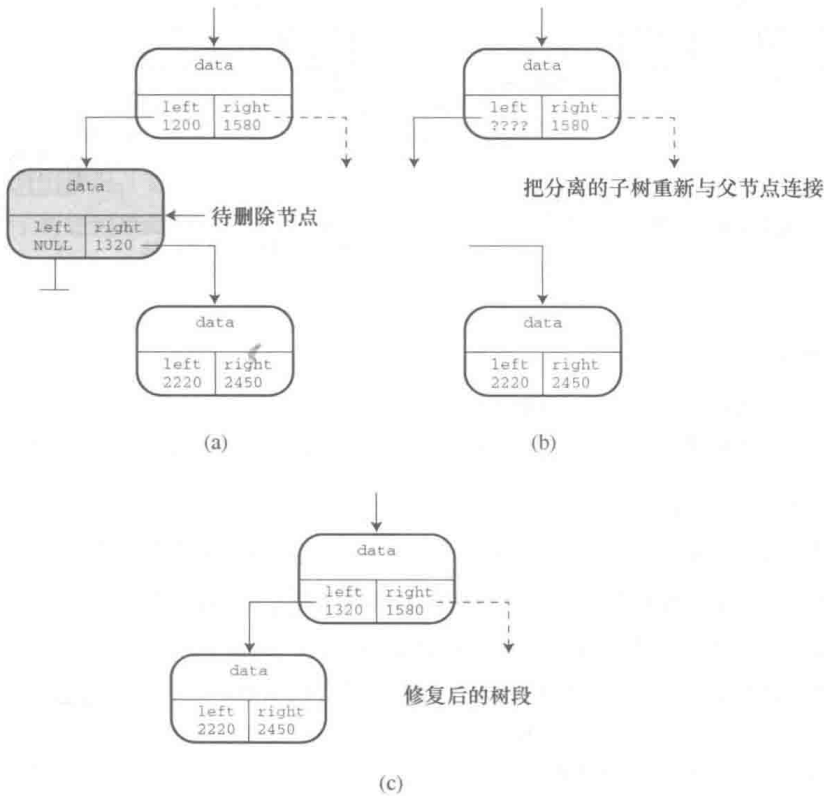 data
left right
1200 1580
data
left right
NULL 1320
待删除节点
data
left right
2220 2450
(a)
data
left right
???? 1580
把分离的子树重新与父节点连接
data
left right
2220 2450
(b)
data
left right
1320 1580
data
left right
2220 2450
修复后的树段
(c)